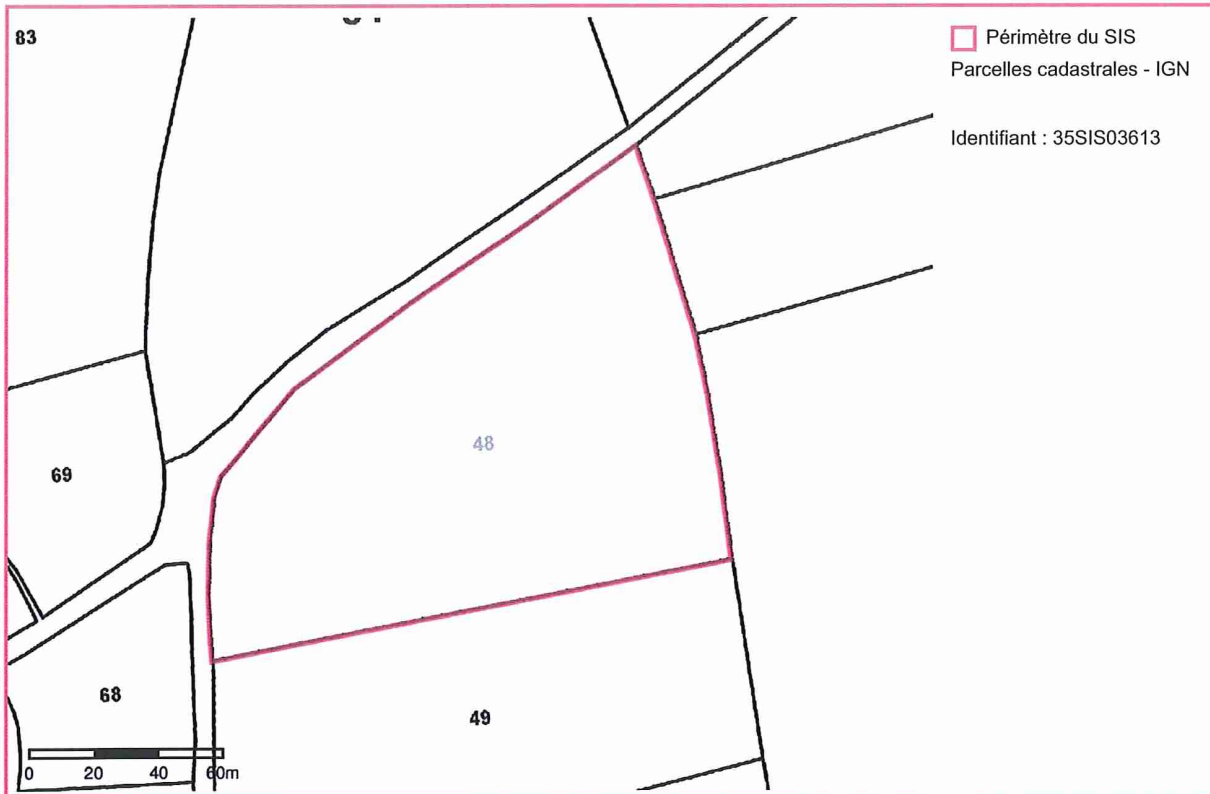 83
Périmètre du SIS
Parcelles cadastrales - IGN
Identifiant : 35SIS03613
48
69
68
49
0 20 40 60m